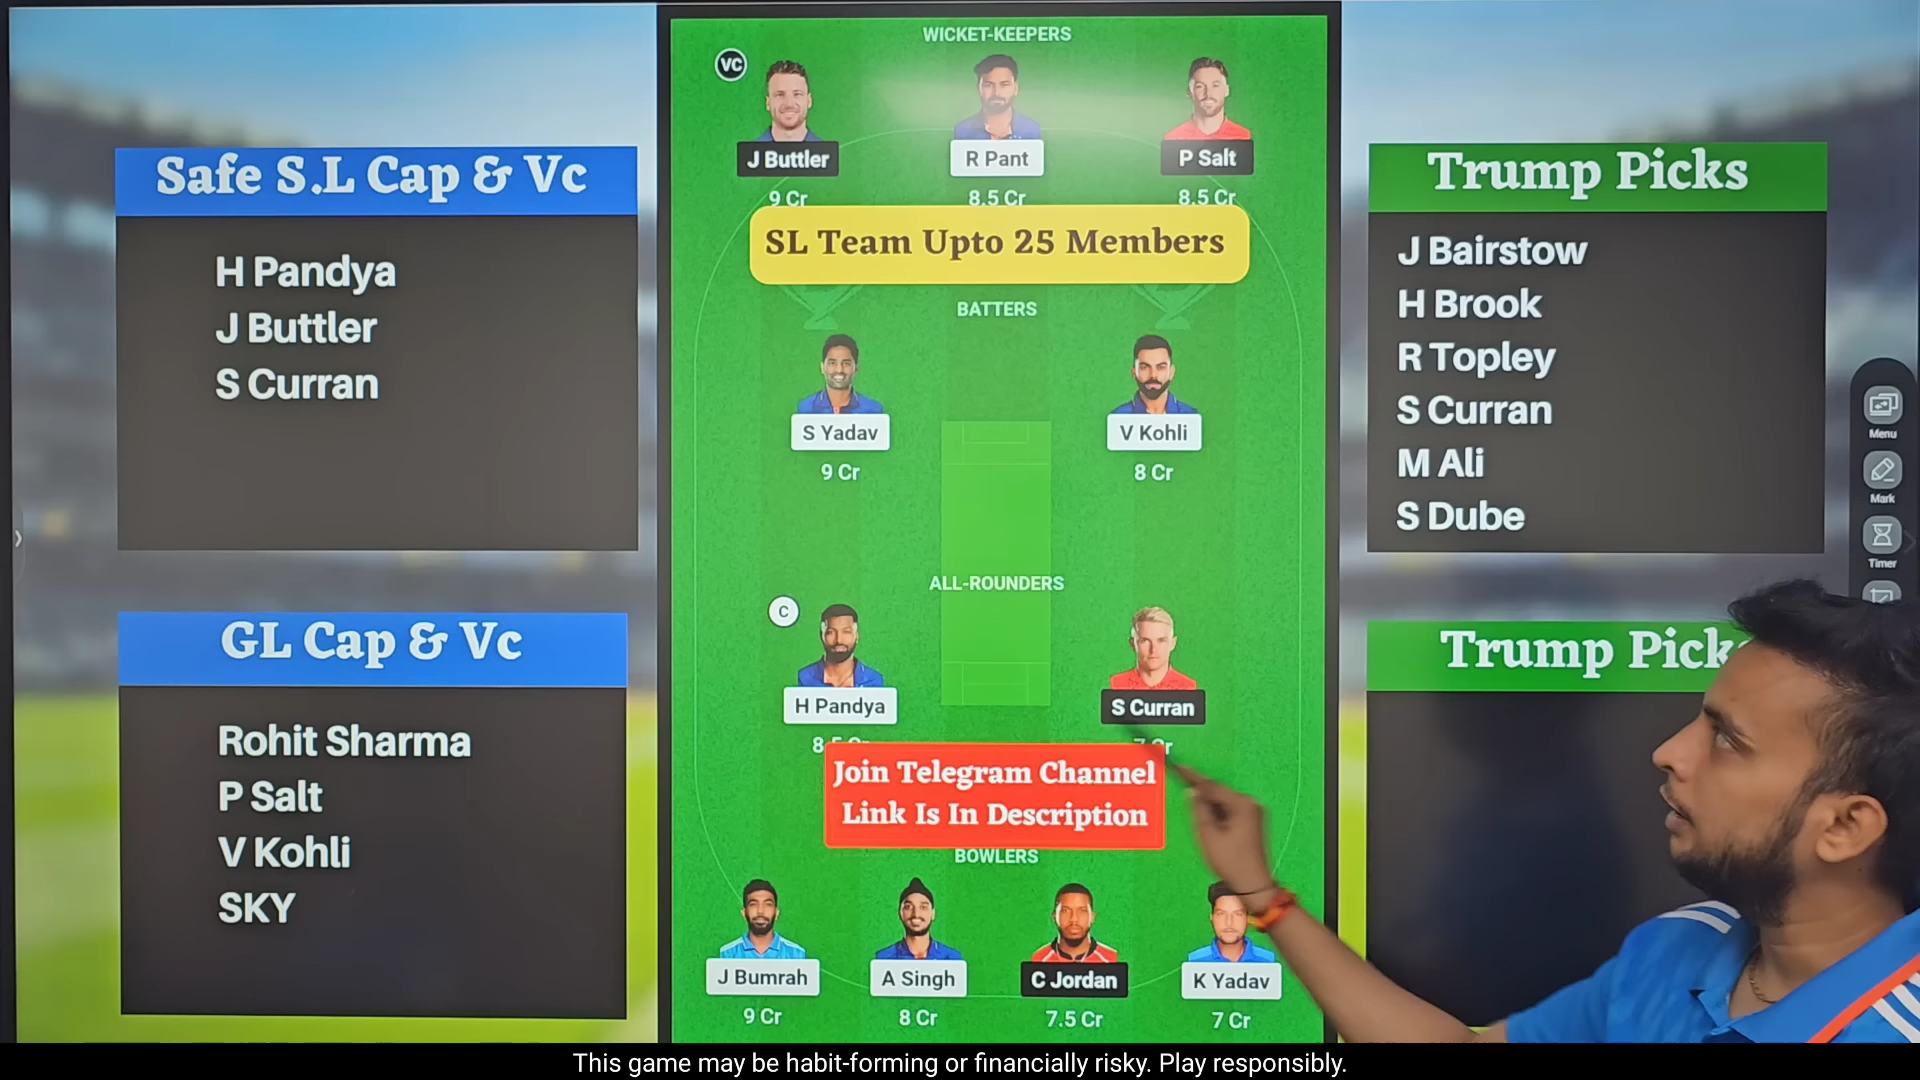 Safe S.L Cap & Vc
H Pandya
J Buttler
S Curran
GL Cap & Vc
Rohit Sharma
P Salt
V Kohli
SKY
WICKET-KEEPERS
VC
J Buttler
R Pant
P Salt
9 Cr
8.5 Cr
8.5 Cr
SL Team Upto 25 Members
BATTERS
S Yadav
V Kohli
9 Cr
8 Cr
ALL-ROUNDERS
C
H Pandya
S Curran
Join Telegram Channel
Link Is In Description
BOWLERS
J Bumrah
A Singh
C Jordan
K Yadav
9 Cr
8 Cr
7.5 Cr
7 Cr
Trump Picks
J Bairstow
H Brook
R Topley
S Curran
M Ali
S Dube
Trump
Menu
Mark
Timer
This game may be habit-forming or financially risky. Play responsibly.